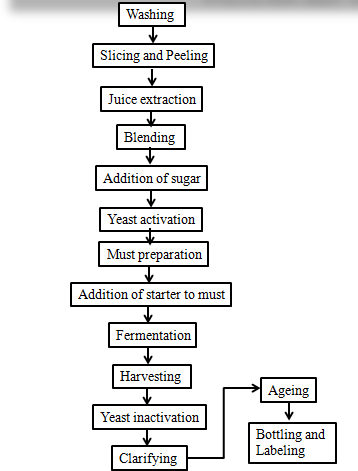 Washing
Slicing and Peeling
Juice extraction
Blending
Addition of sugar
Yeast activation
Must preparation
Addition of starter to must
Fermentation
Harvesting
Yeast inactivation
Clarifying
Ageing
Bottling and
Labeling